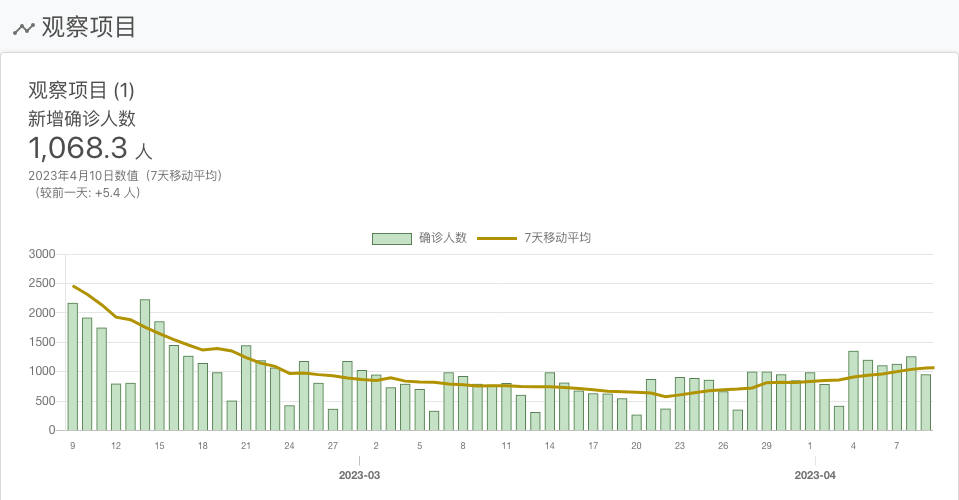 观察项目
观察项目 (1)
新增确诊人数
1,068.3 人
2023年4月10日数值（7天移动平均）
（较前一天: +5.4 人）
确诊人数 7天移动平均
3000
2500
2000
1500
1000
500
0
9 12 15 18 21 24 27 2 5 8 11 14 17 20 23 26 29 1 4 7
2023-03 2023-04